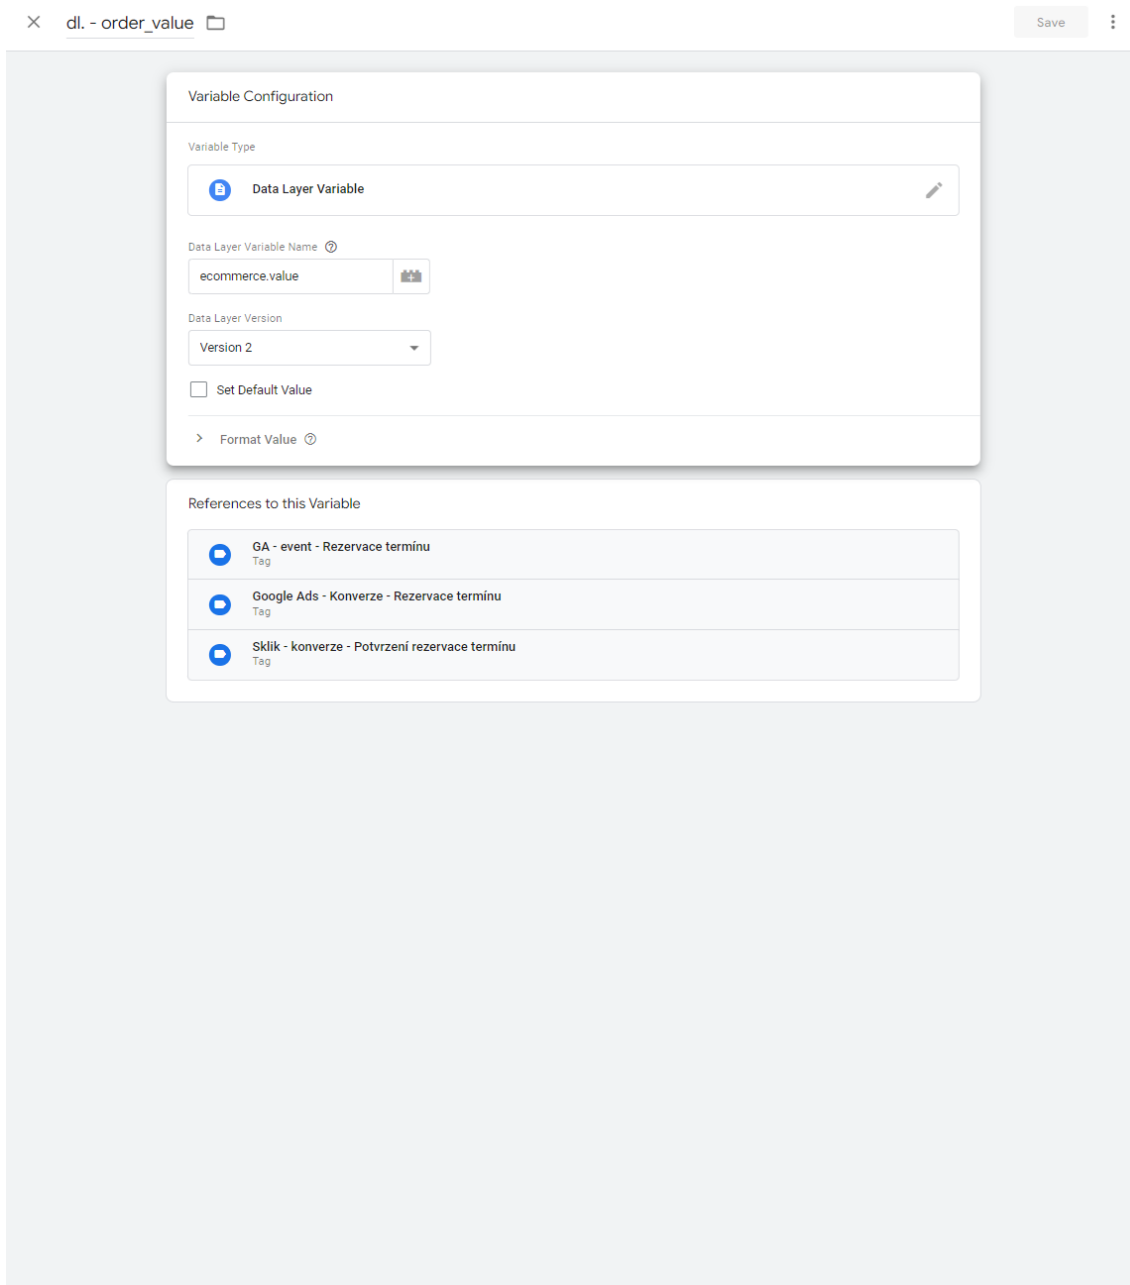 dl. - order_value
Save
Variable Configuration
Variable Type
Data Layer Variable
Data Layer Variable Name
ecommerce.value
Data Layer Version
Version 2
Set Default Value
Format Value
References to this Variable
GA - event - Rezervace termínu
Tag
Google Ads - Konverze - Rezervace termínu
Tag
Sklik - konverze - Potvrzení rezervace termínu
Tag